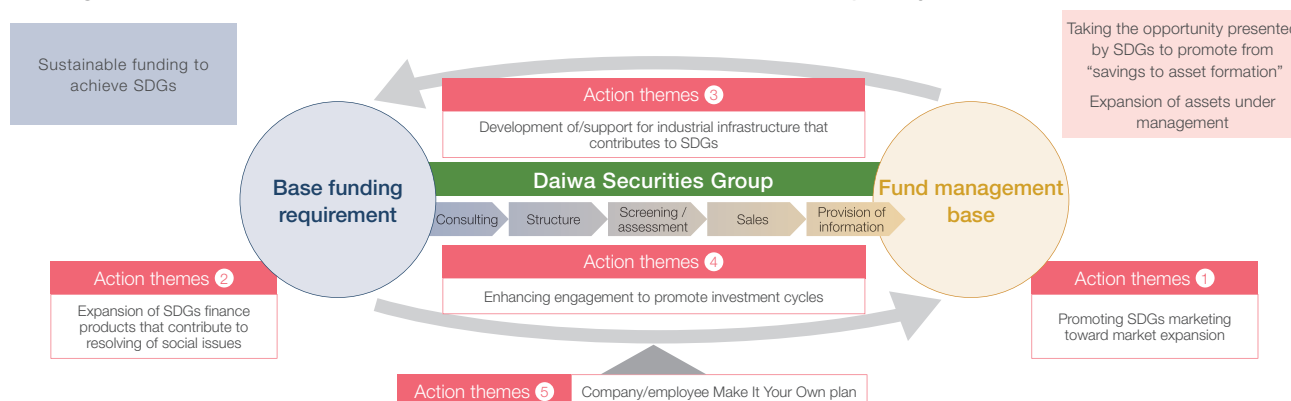 Sustainable funding to
achieve SDGs
Taking the opportunity presented
by SDGs to promote from
“savings to asset formation”
Expansion of assets under
management
Action themes 3
Development of/support for industrial infrastructure that
contributes to SDGs
Base funding
requirement
Daiwa Securities Group
Fund management
base
Consulting
Structure
Screening /
assessment
Sales
Provision of
information
Action themes 4
Enhancing engagement to promote investment cycles
Action themes 2
Expansion of SDGs finance
products that contribute to
resolving of social issues
Action themes 1
Promoting SDGs marketing
toward market expansion
Action themes 5
Company/employee Make It Your Own plan